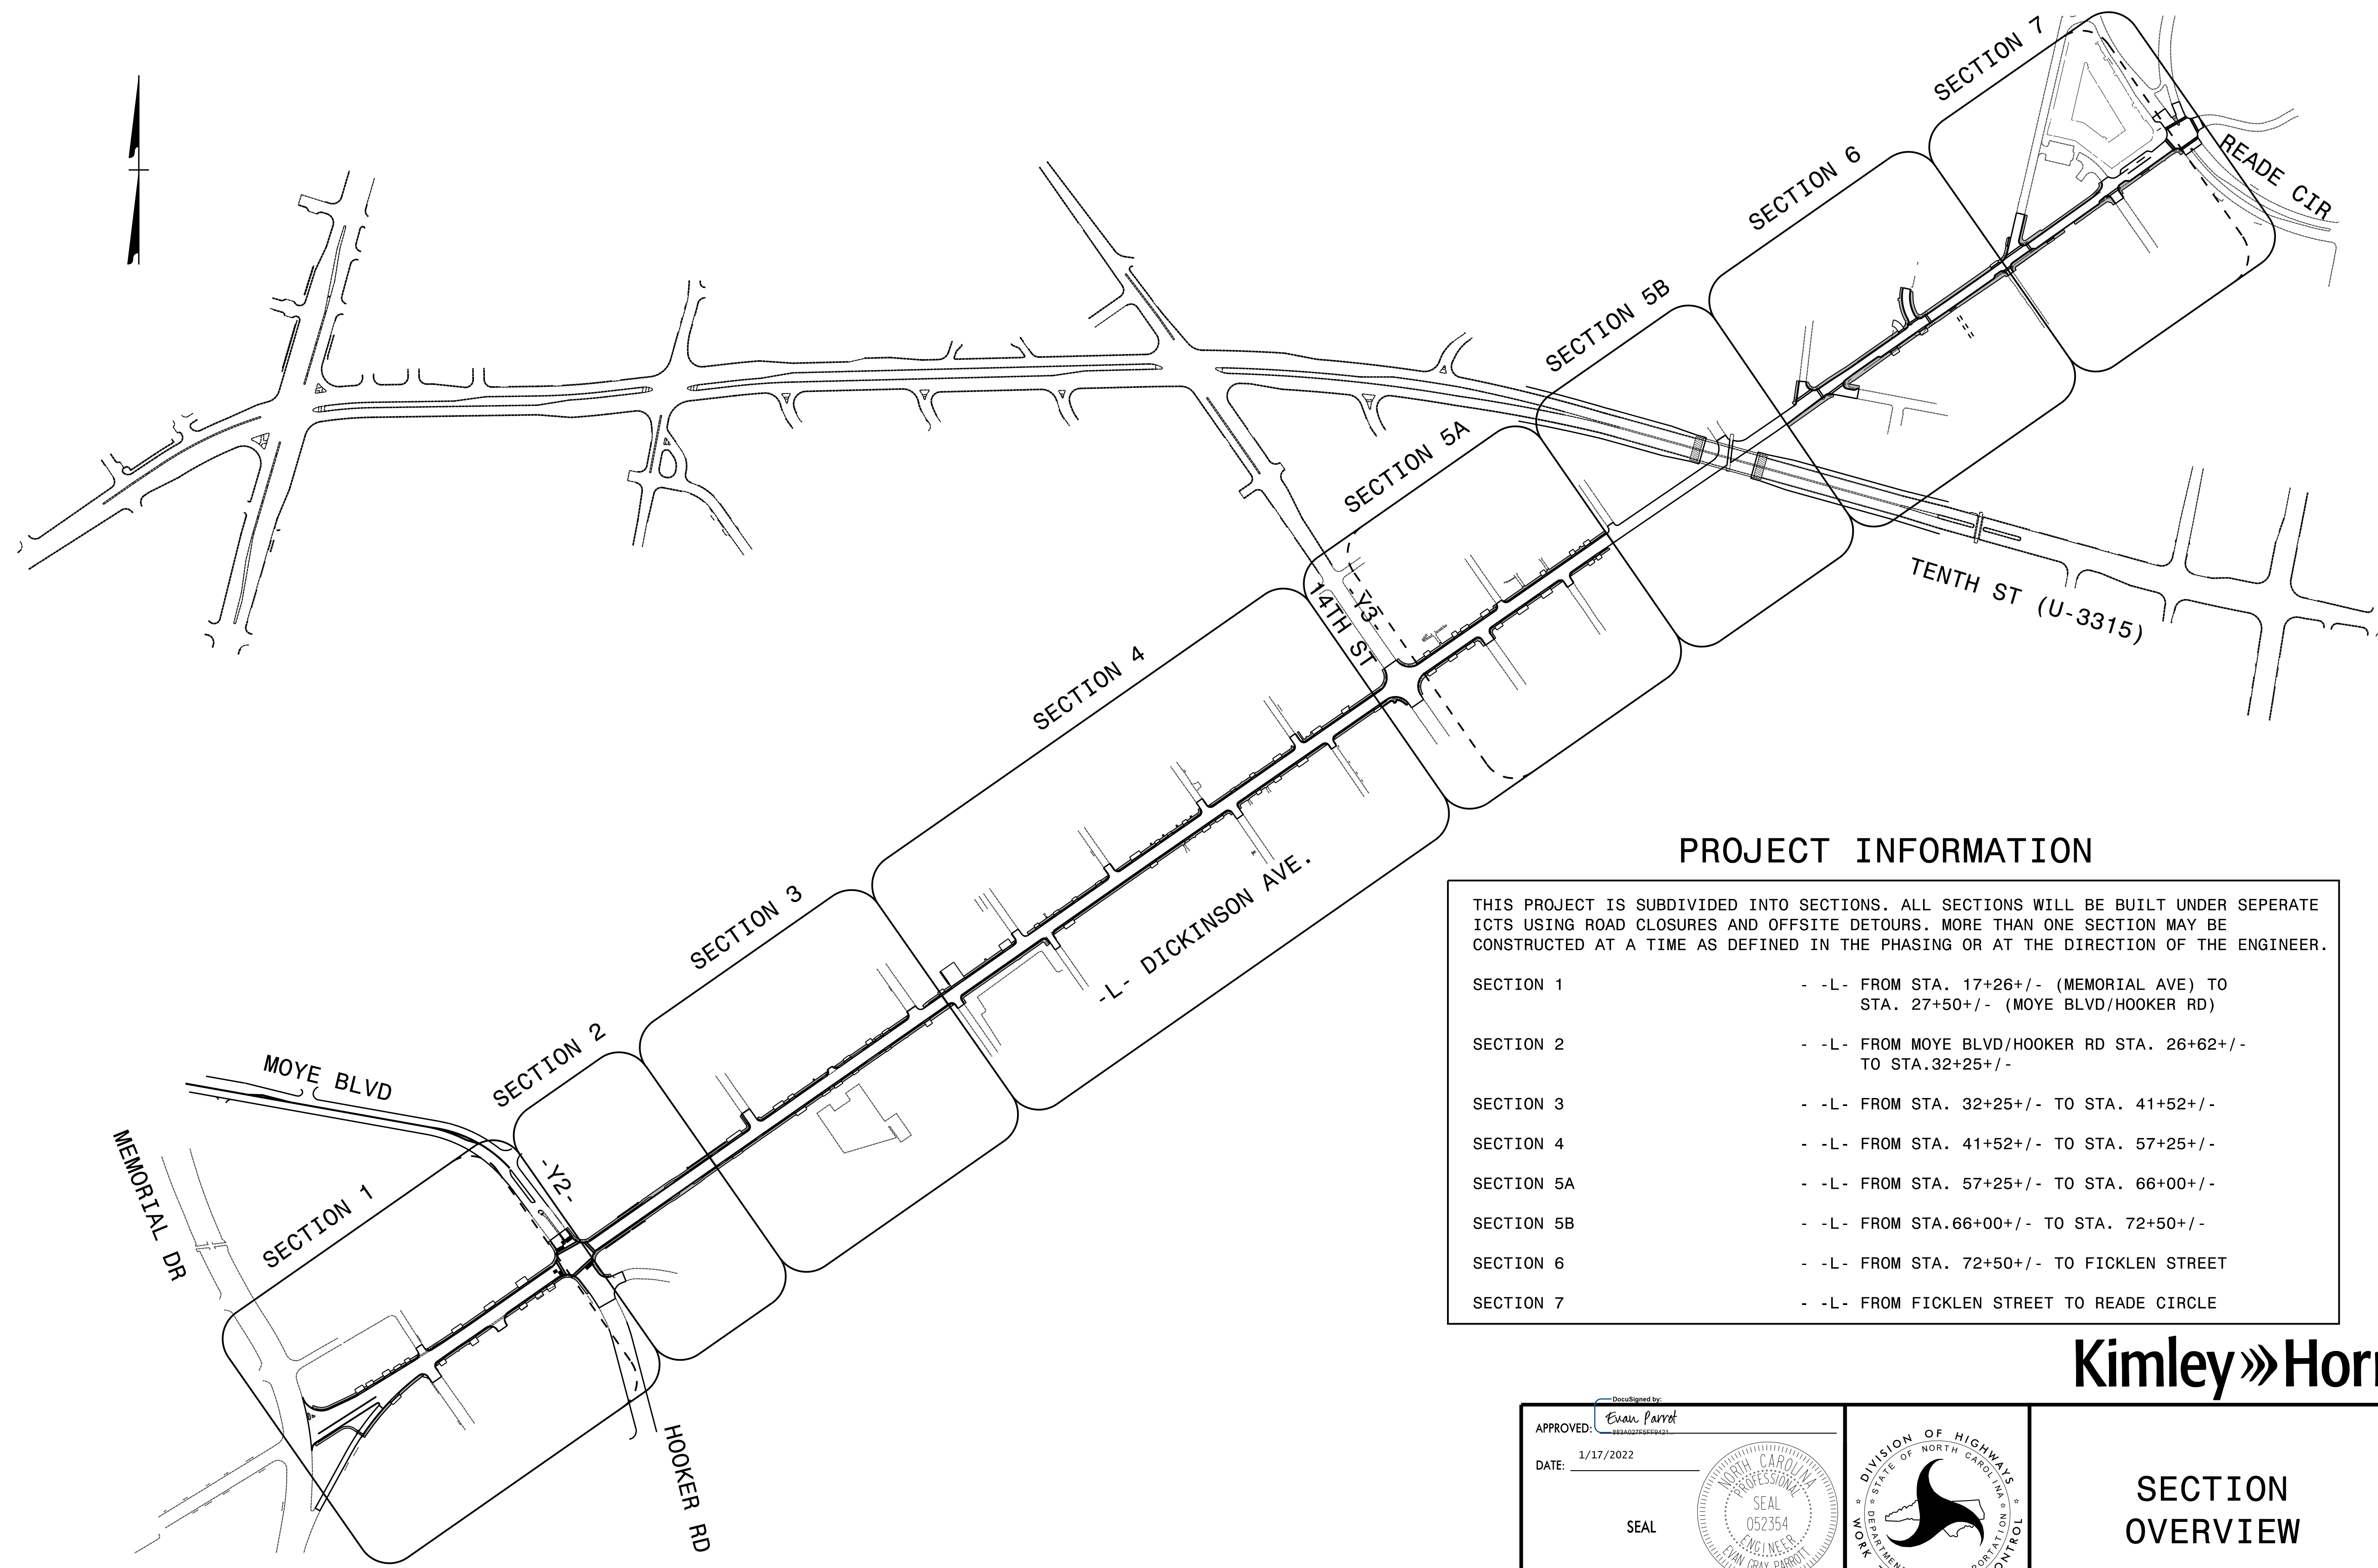 SECTION 7
READE CIR
SECTION 6
SECTION 5B
SECTION 5A
TENTH ST (U-3315)
-Y3-
14TH ST
SECTION 4
-L- DICKINSON AVE.
SECTION 3
SECTION 2
MOYE BLVD
MEMORIAL DR
-Y2-
SECTION 1
HOOKER RD
PROJECT INFORMATION
THIS PROJECT IS SUBDIVIDED INTO SECTIONS. ALL SECTIONS WILL BE BUILT UNDER SEPERATE
ICTS USING ROAD CLOSURES AND OFFSITE DETOURS. MORE THAN ONE SECTION MAY BE
CONSTRUCTED AT A TIME AS DEFINED IN THE PHASING OR AT THE DIRECTION OF THE ENGINEER.
SECTION 1 - -L- FROM STA. 17+26+/- (MEMORIAL AVE) TO
STA. 27+50+/- (MOYE BLVD/HOOKER RD)
SECTION 2 - -L- FROM MOYE BLVD/HOOKER RD STA. 26+62+/-
TO STA.32+25+/-
SECTION 3 - -L- FROM STA. 32+25+/- TO STA. 41+52+/-
SECTION 4 - -L- FROM STA. 41+52+/- TO STA. 57+25+/-
SECTION 5A - -L- FROM STA. 57+25+/- TO STA. 66+00+/-
SECTION 5B - -L- FROM STA.66+00+/- TO STA. 72+50+/-
SECTION 6 - -L- FROM STA. 72+50+/- TO FICKLEN STREET
SECTION 7 - -L- FROM FICKLEN STREET TO READE CIRCLE
Kimley»Horn
DocuSigned by:
APPROVED: Evan Parrot
DATE: 1/17/2022
SEAL
NORTH CAROLINA
PROFESSIONAL
SEAL
052354
ENGINEER
EVAN GRAY PARROTT
DIVISION OF HIGHWAYS
STATE OF NORTH CAROLINA
WORK
SECTION
OVERVIEW